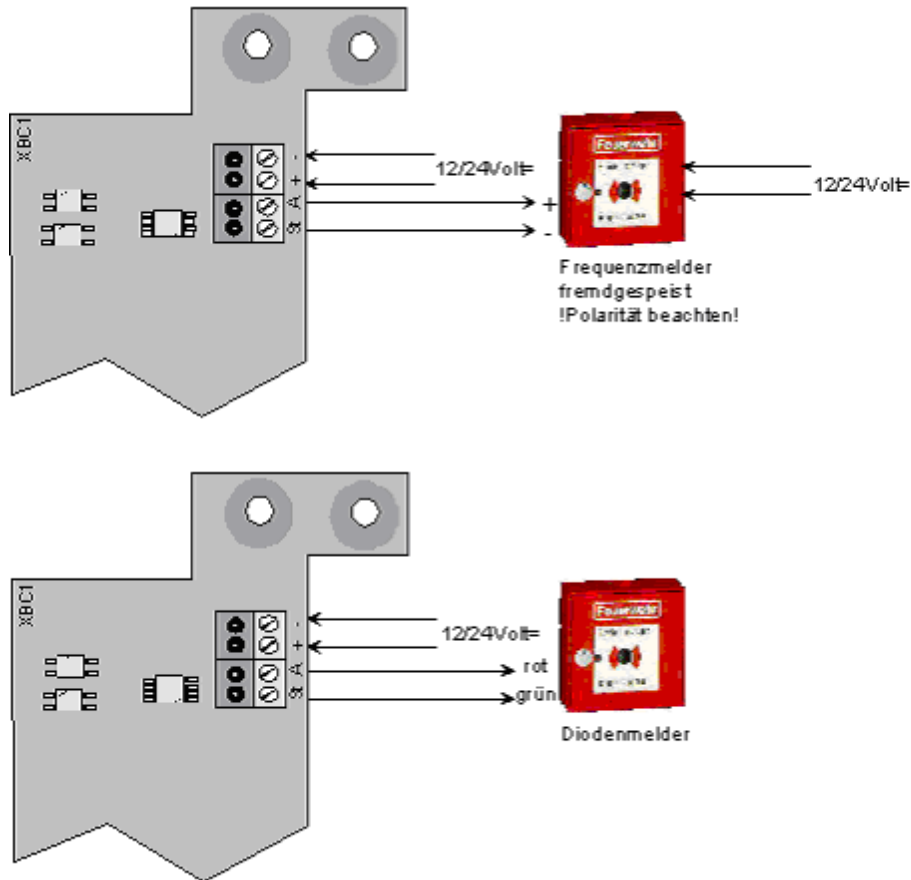 XBC1
-
+
A
St
12/24Volt=
+
-
Feuerwehr
12/24Volt=
Frequenzmelder
fremdgespeist
!Polarität beachten!
XBC1
-
+
A
St
12/24Volt=
rot
grün
Feuerwehr
Diodenmelder